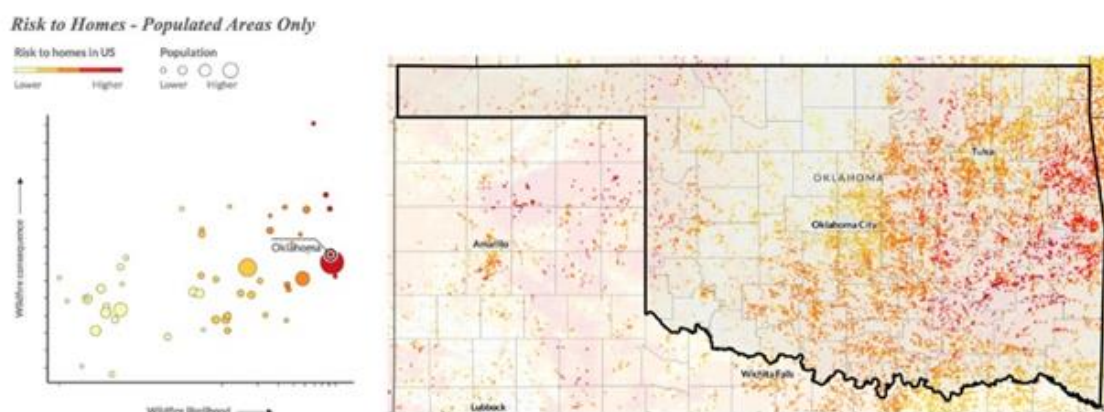 Risk to Homes - Populated Areas Only
Risk to homes in US
Population
Lower
Higher
Lower
Higher
Wildfire consequence
Oklahoma
Wildfire likelihood
OKLAHOMA
Tulsa
Oklahoma City
Amarillo
Wichita Falls
Lubbock